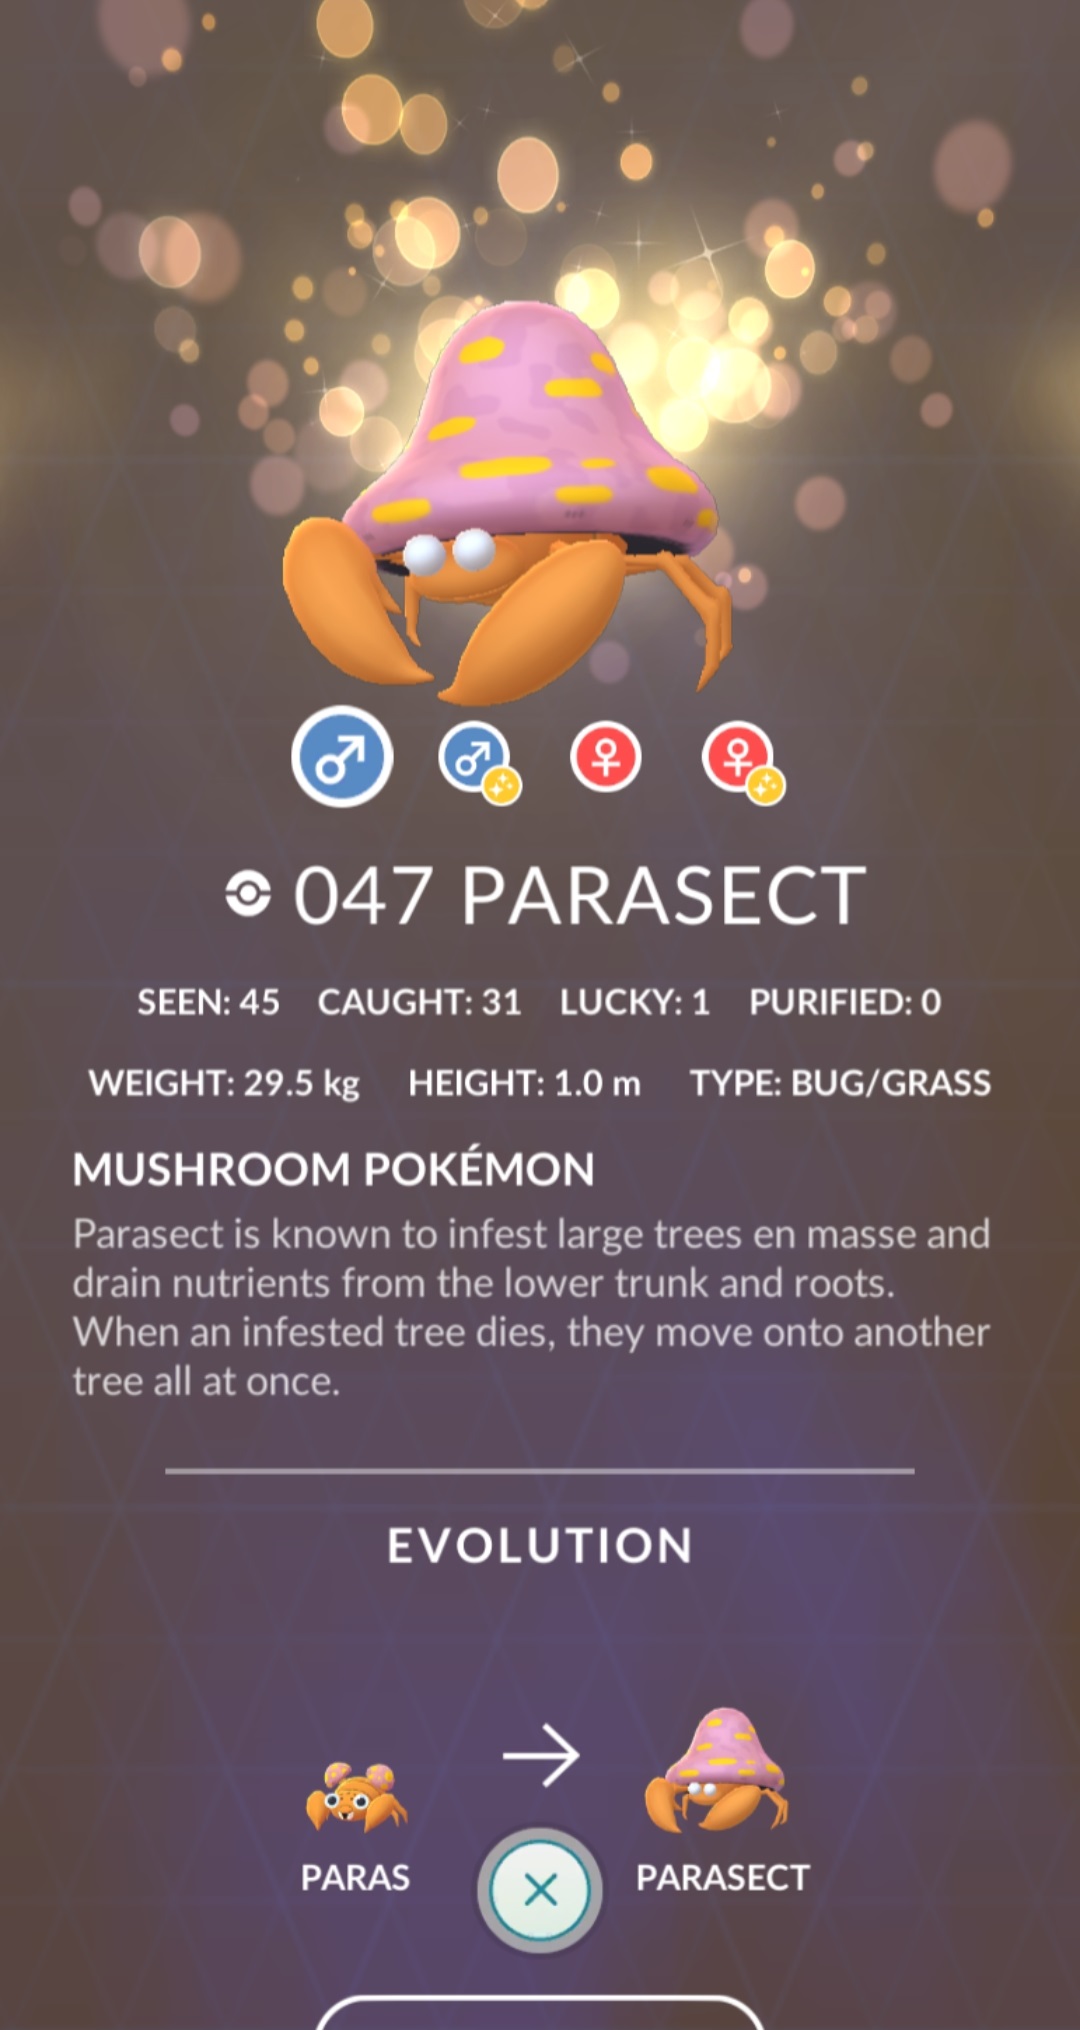 047 PARASECT
SEEN: 45 CAUGHT: 31 LUCKY: 1 PURIFIED: 0
WEIGHT: 29.5 kg HEIGHT: 1.0 m TYPE: BUG/GRASS
MUSHROOM POKÉMON
Parasect is known to infest large trees en masse and
drain nutrients from the lower trunk and roots.
When an infested tree dies, they move onto another
tree all at once.
EVOLUTION
PARAS PARASECT